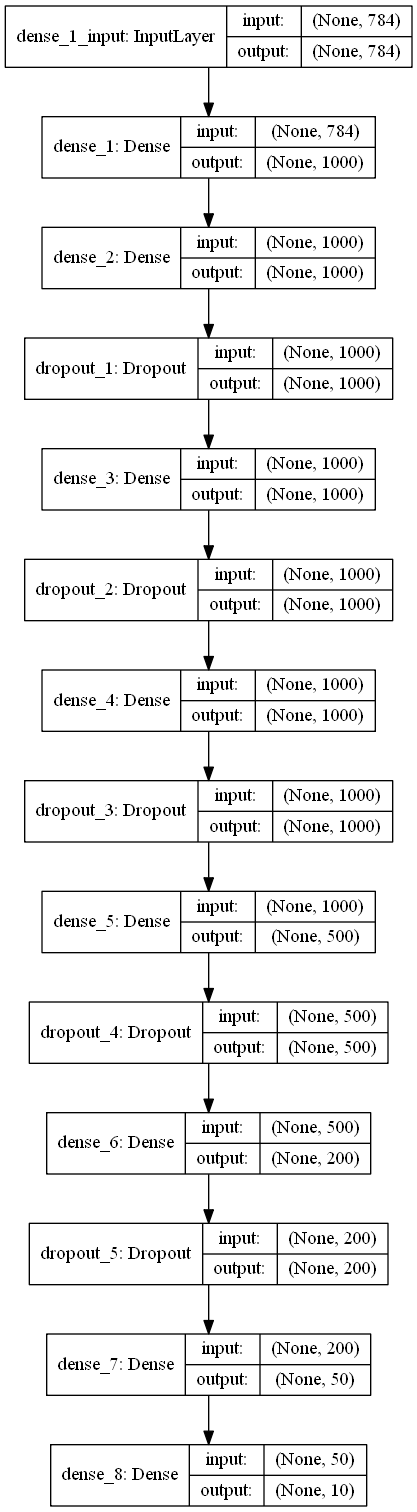 dense_1_input: InputLayer
input: (None, 784)
output: (None, 784)
dense_1: Dense
input: (None, 784)
output: (None, 1000)
dense_2: Dense
input: (None, 1000)
output: (None, 1000)
dropout_1: Dropout
input: (None, 1000)
output: (None, 1000)
dense_3: Dense
input: (None, 1000)
output: (None, 1000)
dropout_2: Dropout
input: (None, 1000)
output: (None, 1000)
dense_4: Dense
input: (None, 1000)
output: (None, 1000)
dropout_3: Dropout
input: (None, 1000)
output: (None, 1000)
dense_5: Dense
input: (None, 1000)
output: (None, 500)
dropout_4: Dropout
input: (None, 500)
output: (None, 500)
dense_6: Dense
input: (None, 500)
output: (None, 200)
dropout_5: Dropout
input: (None, 200)
output: (None, 200)
dense_7: Dense
input: (None, 200)
output: (None, 50)
dense_8: Dense
input: (None, 50)
output: (None, 10)